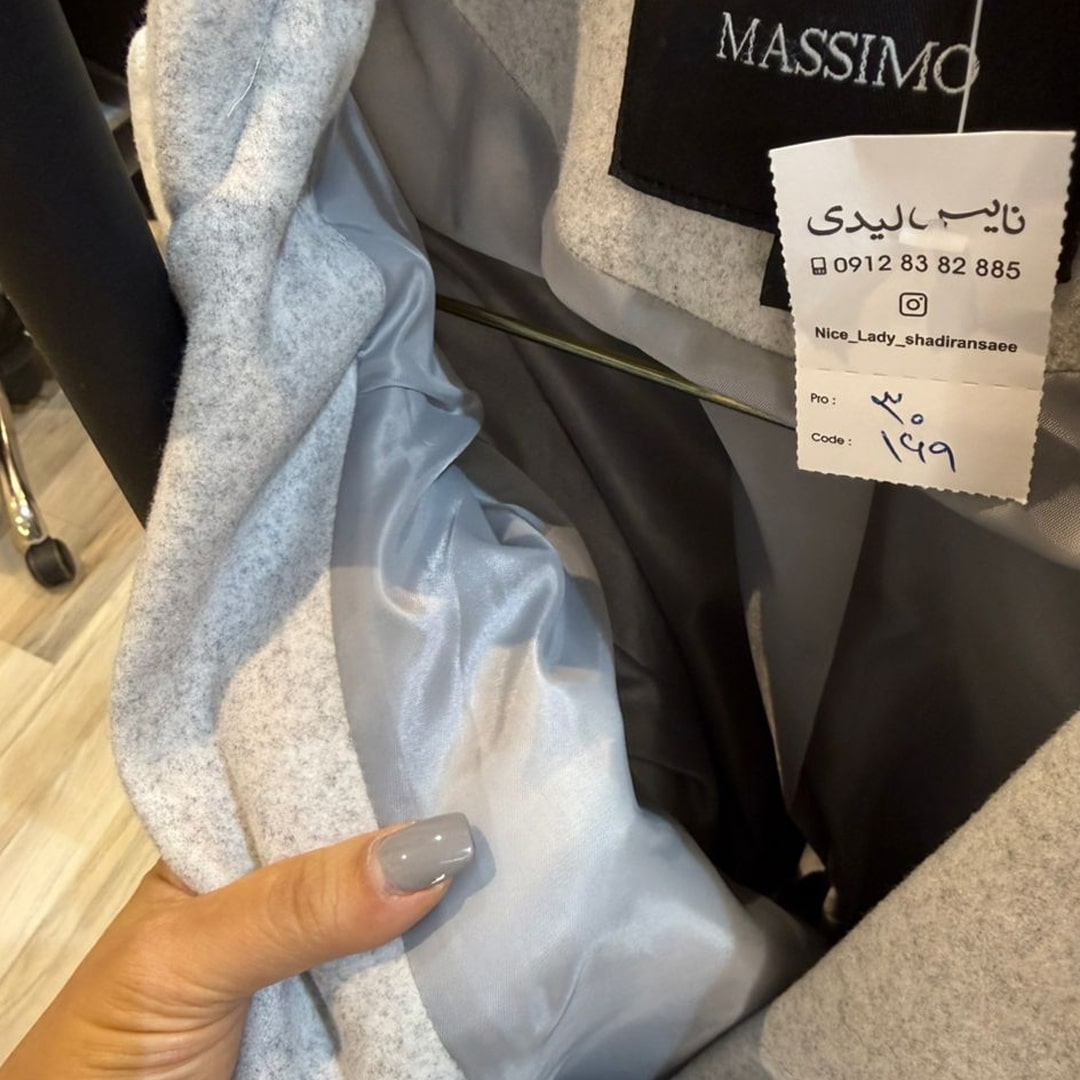 MASSIMO
نایس لیدی
0912 83 82 885
Nice_Lady_shadiransaee
Pro : ۳۰
Code : ۱۶۹